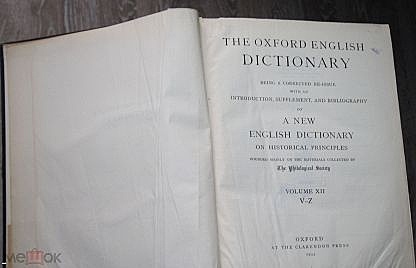 THE OXFORD ENGLISH
DICTIONARY
BEING A CORRECTED RE-ISSUE
WITH AN
INTRODUCTION, SUPPLEMENT, AND BIBLIOGRAPHY
OF
A NEW
ENGLISH DICTIONARY
ON HISTORICAL PRINCIPLES
FOUNDED MAINLY ON THE MATERIALS COLLECTED BY
The Philological Society
VOLUME XII
V–Z
OXFORD
AT THE CLARENDON PRESS
мешок